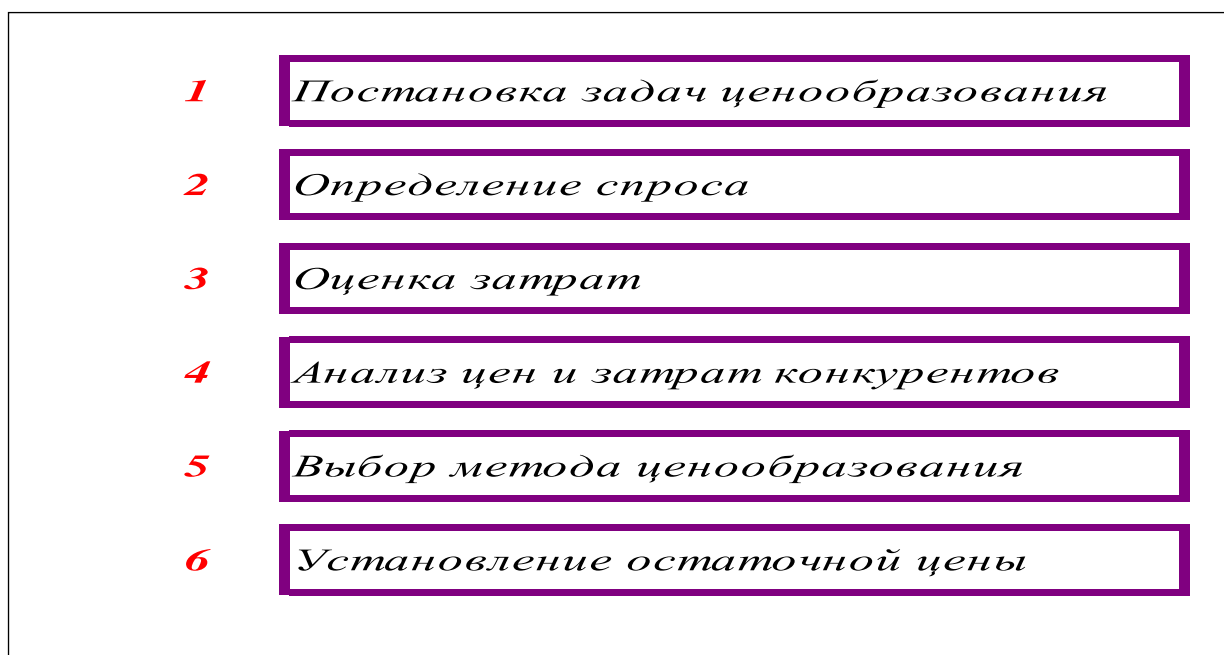 1 Постановка задач ценообразования
2 Определение спроса
3 Оценка затрат
4 Анализ цен и затрат конкурентов
5 Выбор метода ценообразования
6 Установление остаточной цены